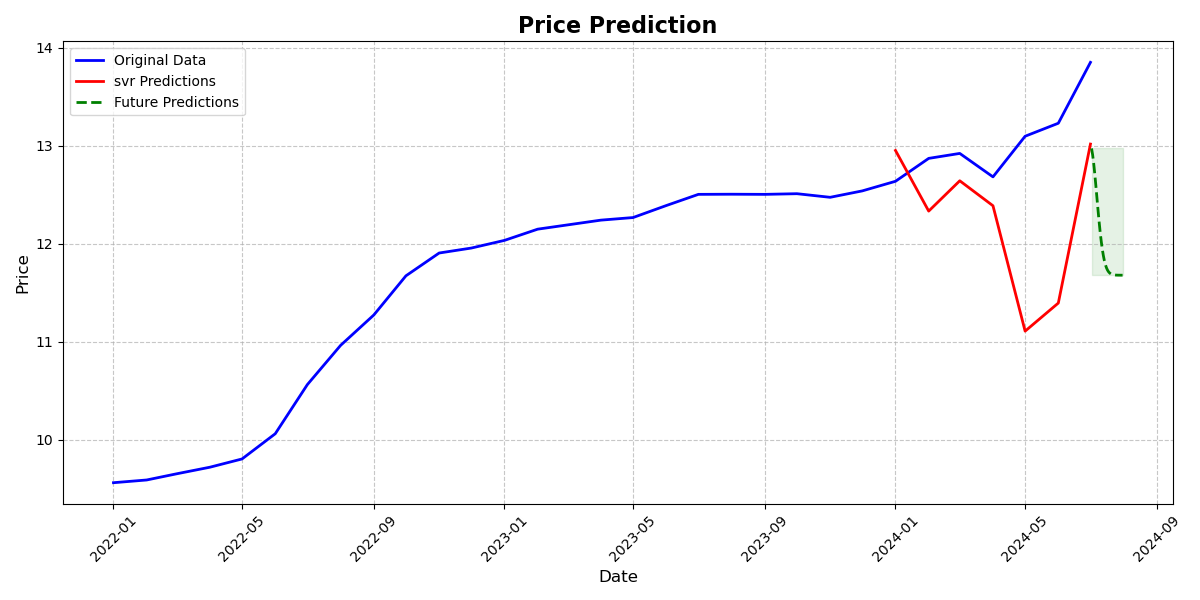 Price Prediction
Original Data
svr Predictions
Future Predictions
Price
14
13
12
11
10
2022-01
2022-05
2022-09
2023-01
2023-05
2023-09
2024-01
2024-05
2024-09
Date